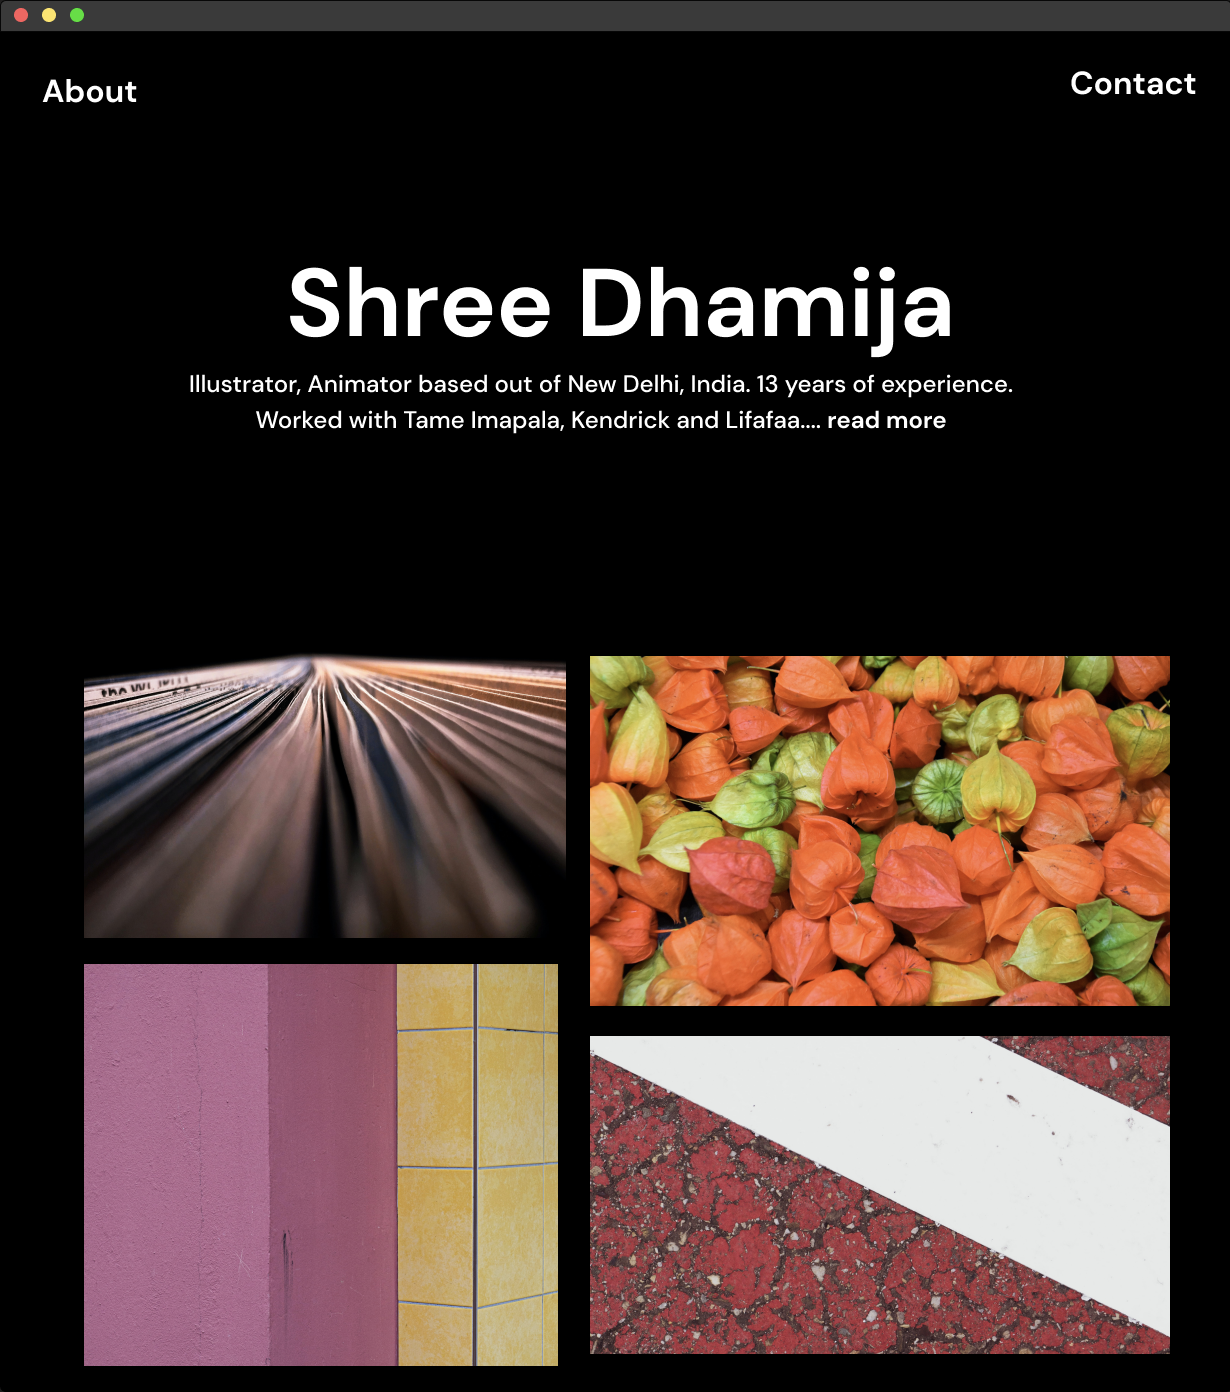 About
Contact
Shree Dhamija
Illustrator, Animator based out of New Delhi, India. 13 years of experience.
Worked with Tame Imapala, Kendrick and Lifafaa.... read more